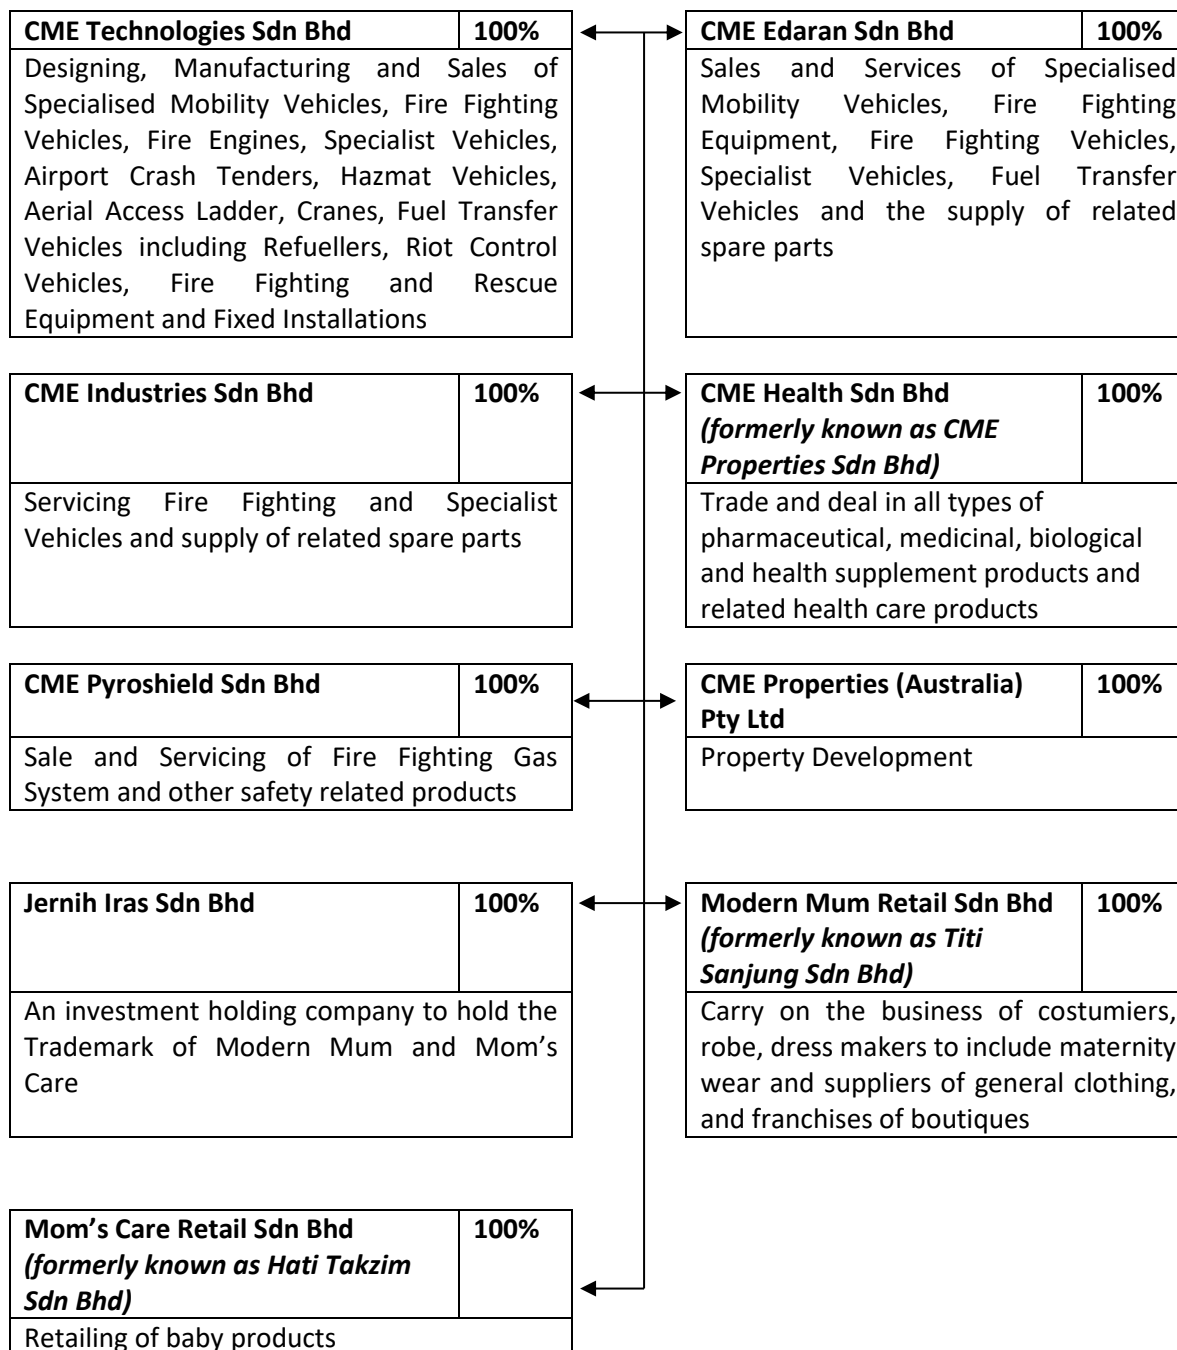 CME Technologies Sdn Bhd 100%
Designing, Manufacturing and Sales of
Specialised Mobility Vehicles, Fire Fighting
Vehicles, Fire Engines, Specialist Vehicles,
Airport Crash Tenders, Hazmat Vehicles,
Aerial Access Ladder, Cranes, Fuel Transfer
Vehicles including Refuellers, Riot Control
Vehicles, Fire Fighting and Rescue
Equipment and Fixed Installations
CME Edaran Sdn Bhd 100%
Sales and Services of Specialised
Mobility Vehicles, Fire Fighting
Equipment, Fire Fighting Vehicles,
Specialist Vehicles, Fuel Transfer
Vehicles and the supply of related
spare parts
CME Industries Sdn Bhd 100%
Servicing Fire Fighting and Specialist
Vehicles and supply of related spare parts
CME Health Sdn Bhd 100%
(formerly known as CME
Properties Sdn Bhd)
Trade and deal in all types of
pharmaceutical, medicinal, biological
and health supplement products and
related health care products
CME Pyroshield Sdn Bhd 100%
Sale and Servicing of Fire Fighting Gas
System and other safety related products
CME Properties (Australia) 100%
Pty Ltd
Property Development
Jernih Iras Sdn Bhd 100%
An investment holding company to hold the
Trademark of Modern Mum and Mom’s
Care
Modern Mum Retail Sdn Bhd 100%
(formerly known as Titi
Sanjung Sdn Bhd)
Carry on the business of costumiers,
robe, dress makers to include maternity
wear and suppliers of general clothing,
and franchises of boutiques
Mom’s Care Retail Sdn Bhd 100%
(formerly known as Hati Takzim
Sdn Bhd)
Retailing of baby products